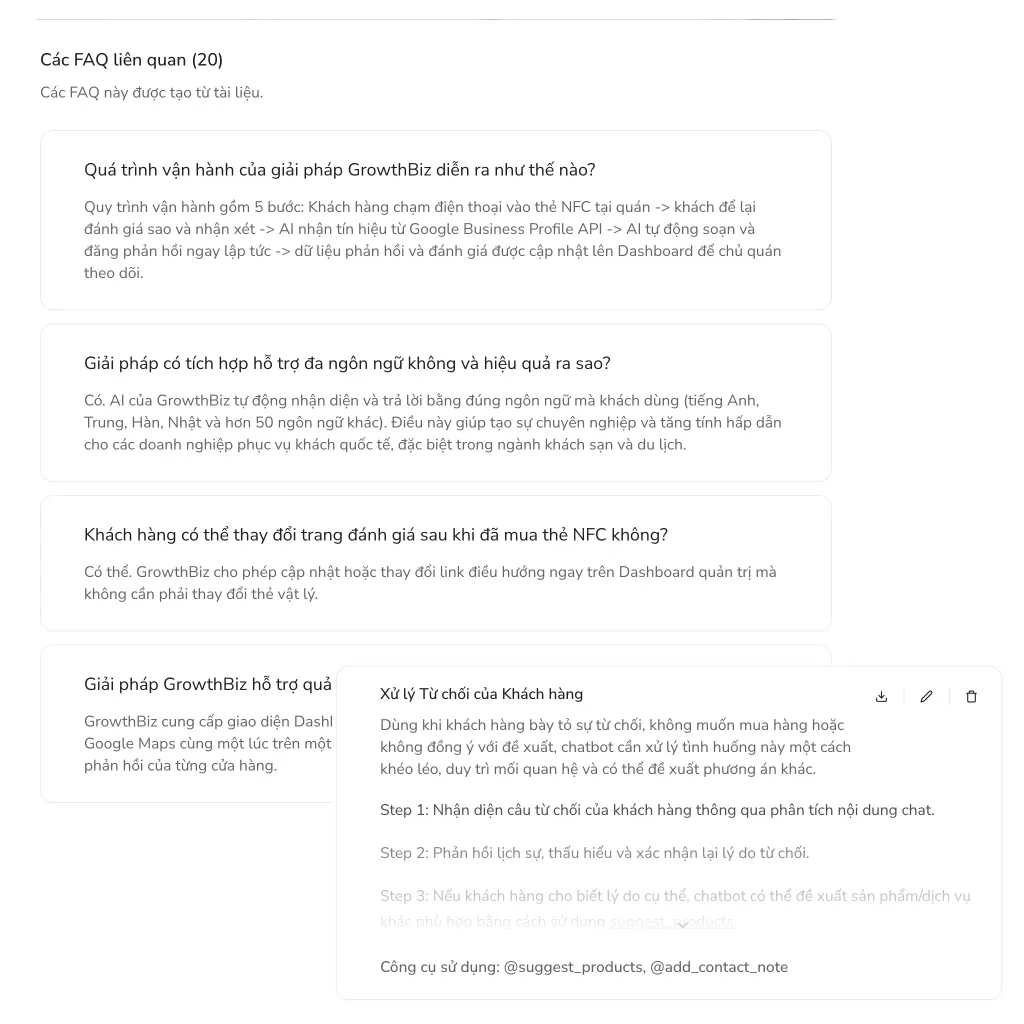 Các FAQ liên quan (20)
Các FAQ này được tạo từ tài liệu.
Quá trình vận hành của giải pháp GrowthBiz diễn ra như thế nào?
Quy trình vận hành gồm 5 bước: Khách hàng chạm điện thoại vào thẻ NFC tại quán -> khách để lại
đánh giá sao và nhận xét -> AI nhận tín hiệu từ Google Business Profile API -> AI tự động soạn và
đăng phản hồi ngay lập tức -> dữ liệu phản hồi và đánh giá được cập nhật lên Dashboard để chủ quán
theo dõi.
Giải pháp có tích hợp hỗ trợ đa ngôn ngữ không và hiệu quả ra sao?
Có. AI của GrowthBiz tự động nhận diện và trả lời bằng đúng ngôn ngữ mà khách dùng (tiếng Anh,
Trung, Hàn, Nhật và hơn 50 ngôn ngữ khác). Điều này giúp tạo sự chuyên nghiệp và tăng tính hấp dẫn
cho các doanh nghiệp phục vụ khách quốc tế, đặc biệt trong ngành khách sạn và du lịch.
Khách hàng có thể thay đổi trang đánh giá sau khi đã mua thẻ NFC không?
Có thể. GrowthBiz cho phép cập nhật hoặc thay đổi link điều hướng ngay trên Dashboard quản trị mà
không cần phải thay đổi thẻ vật lý.
Giải pháp GrowthBiz hỗ trợ quả
GrowthBiz cung cấp giao diện
Google Maps cùng một lúc trên một
phản hồi của từng cửa hàng.
Xử lý Từ chối của Khách hàng
Dùng khi khách hàng bày tỏ sự từ chối, không muốn mua hàng hoặc
không đồng ý với đề xuất, chatbot cần xử lý tình huống này một cách
khéo léo, duy trì mối quan hệ và có thể đề xuất phương án khác.
Step 1: Nhận diện câu từ chối của khách hàng thông qua phân tích nội dung chat.
Step 2: Phản hồi lịch sự, thấu hiểu và xác nhận lại lý do từ chối.
Step 3: Nếu khách hàng cho biết lý do cụ thể, chatbot có thể đề xuất sản phẩm/dịch vụ
khác phù hợp bằng cách sử dụng suggest_products.
Công cụ sử dụng: @suggest_products, @add_contact_note